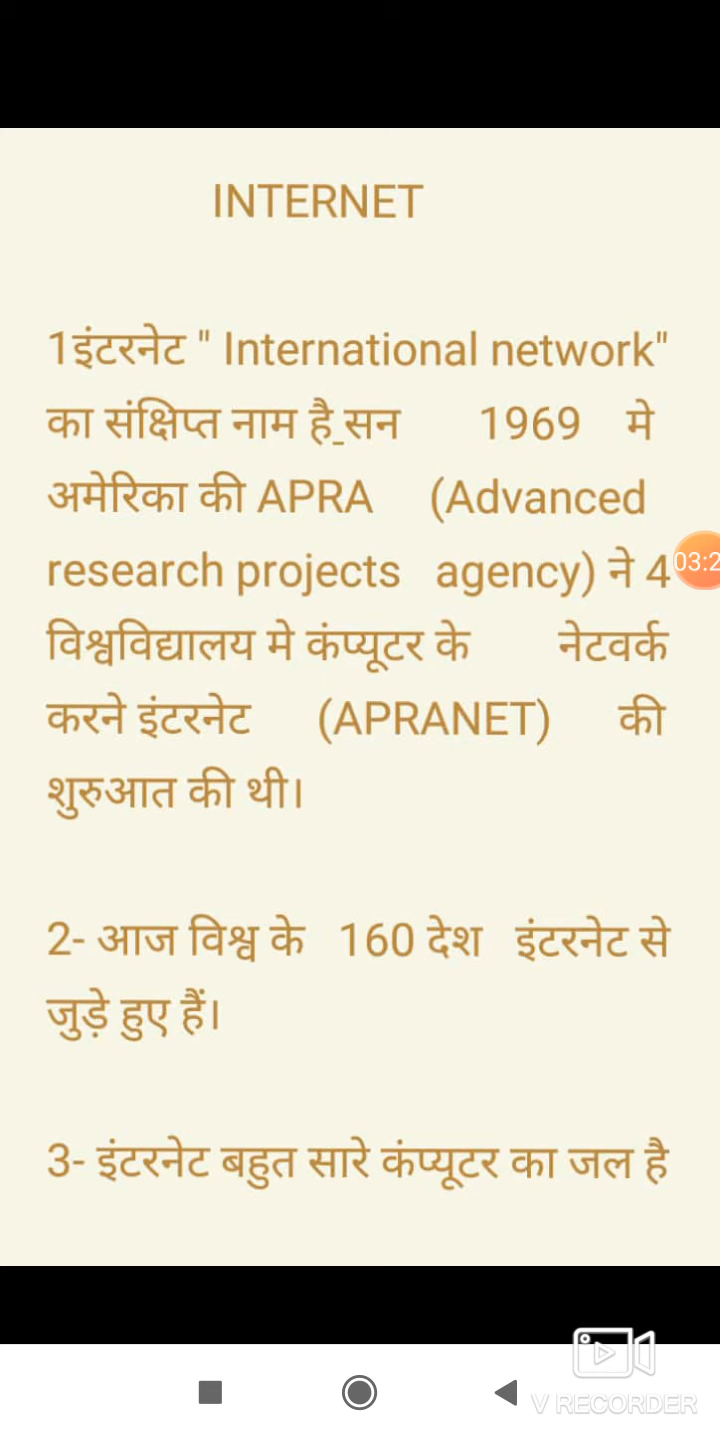 INTERNET
1इंटरनेट " International network"
का संक्षिप्त नाम है_सन 1969 मे
अमेरिका की APRA (Advanced
research projects agency) ने 4
विश्वविद्यालय मे कंप्यूटर के नेटवर्क
करने इंटरनेट (APRANET) की
शुरुआत की थी।
2- आज विश्व के 160 देश इंटरनेट से
जुड़े हुए हैं।
3- इंटरनेट बहुत सारे कंप्यूटर का जल है
03:2
V RECORDER